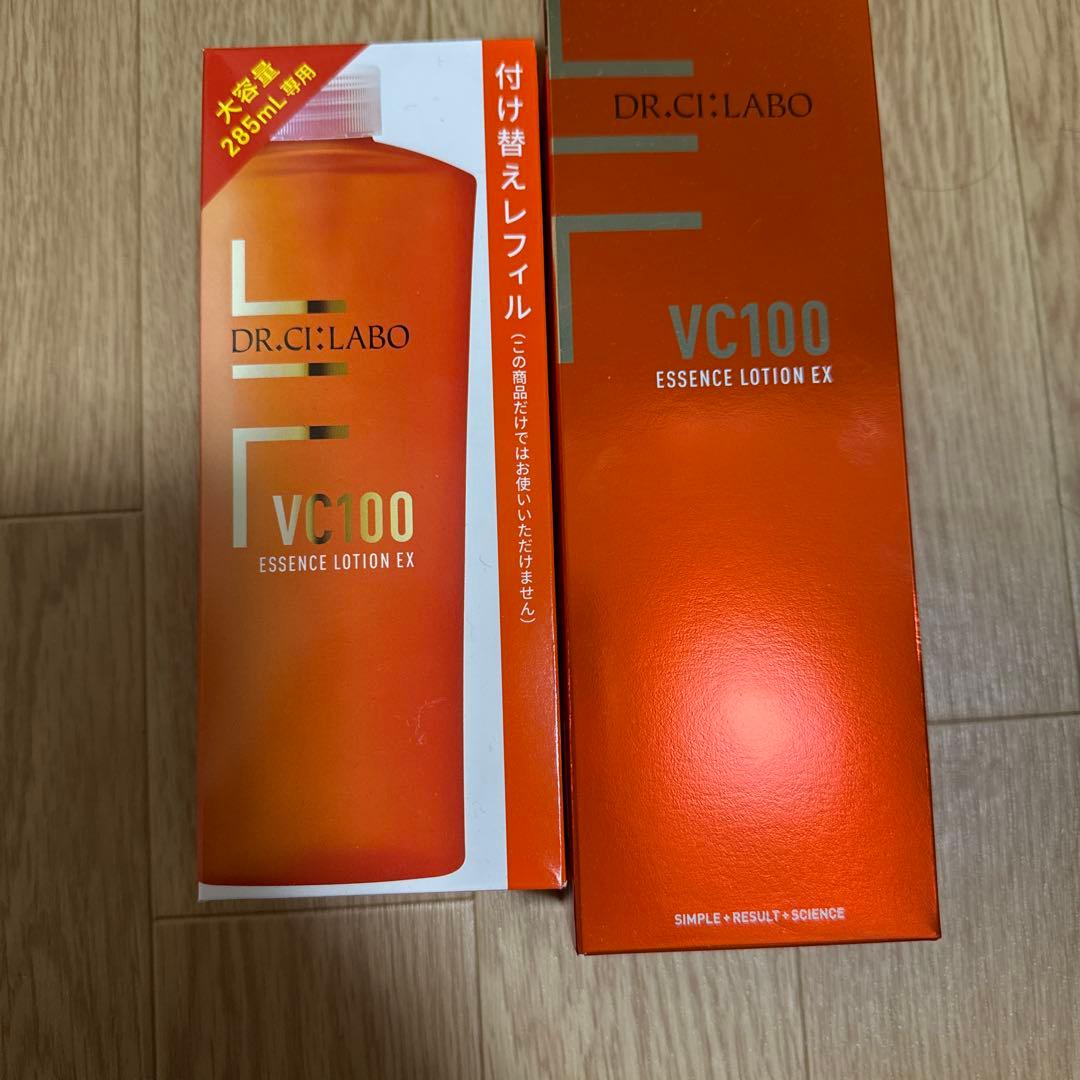 大容量
285mL専用
DR.CI:LABO
VC100
ESSENCE LOTION EX
付け替えレフィル(この商品だけではお使いいただけません)
DR.CI:LABO
VC100
ESSENCE LOTION EX
SIMPLE+RESULT+SCIENCE